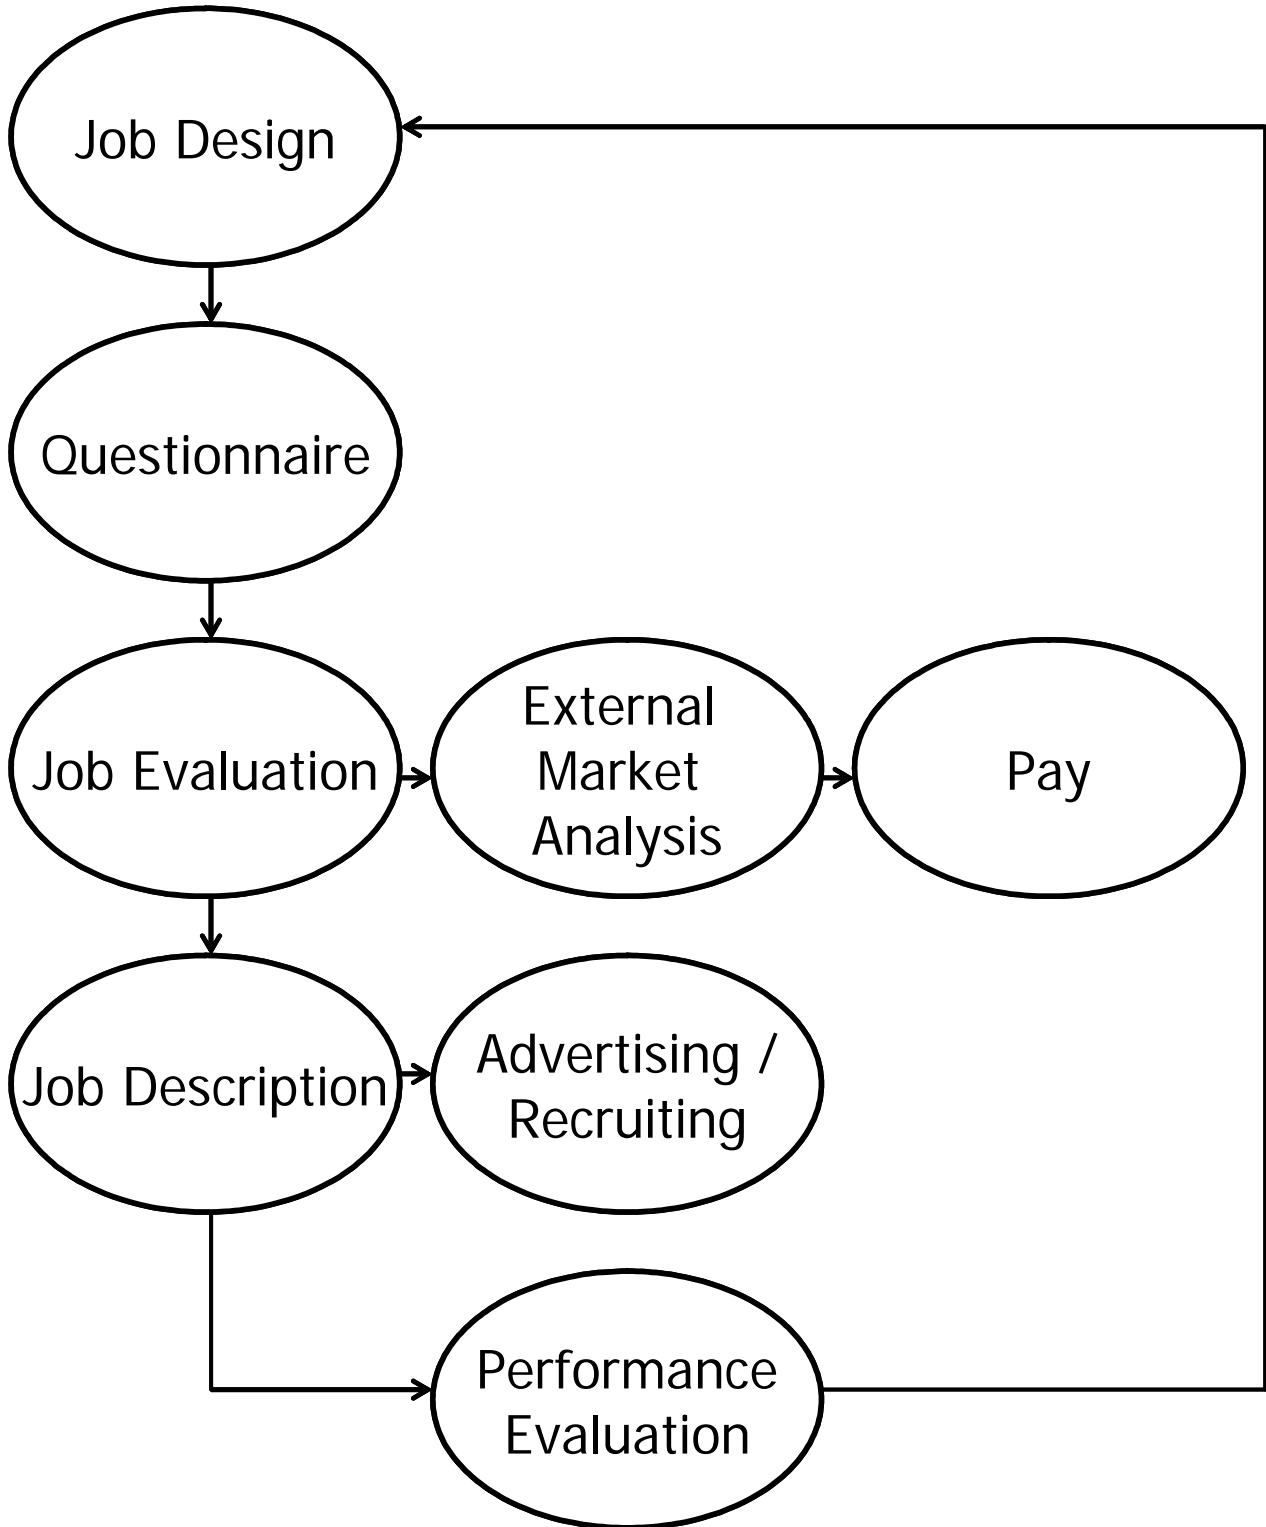 Job Design
Questionnaire
Job Evaluation
External
Market
Analysis
Pay
Job Description
Advertising /
Recruiting
Performance
Evaluation